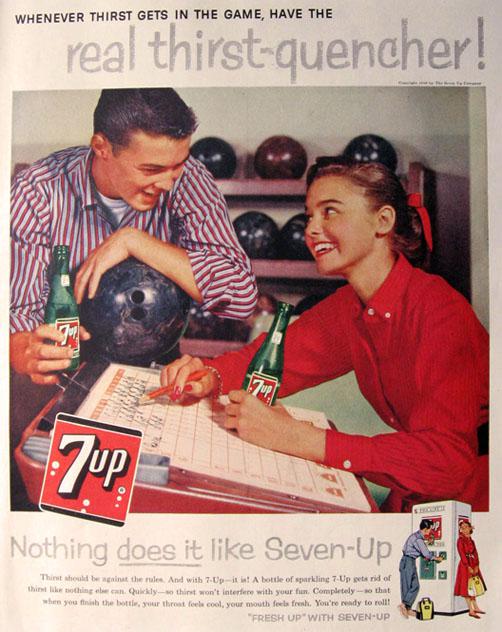 WHENEVER THIRST GETS IN THE GAME, HAVE THE
real thirst-quencher!
7up
7up
7up
Nothing does it like Seven-Up
Thirst should be against the rules. And with 7-Up—it is! A bottle of sparkling 7-Up gets rid of
thirst like nothing else can. Quickly—so thirst won't interfere with your fun. Completely—so that
when you finish the bottle, your throat feels cool, your mouth feels fresh. You're ready to roll!
"FRESH UP" WITH SEVEN-UP